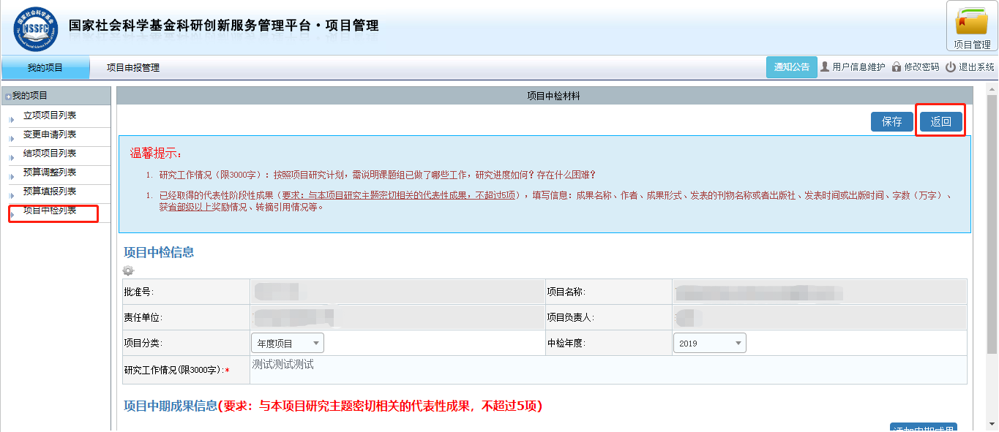 国家社会科学基金科研创新服务管理平台·项目管理
NSSFC
项目管理
我的项目 项目申报管理 通知公告 用户信息维护 修改密码 退出系统
我的项目
立项项目列表
变更申请列表
结项项目列表
预算调整列表
预算填报列表
项目中检列表
项目中检材料
保存 返回
温馨提示：
1. 研究工作情况（限3000字）：按照项目研究计划，需说明课题组已做了哪些工作，研究进度如何？存在什么困难？
1. 已经取得的代表性阶段性成果（要求：与本项目研究主题密切相关的代表性成果，不超过5项），填写信息：成果名称、作者、成果形式、发表的刊物名称或者出版社、发表时间或出版时间、字数（万字）、
获省部级以上奖励情况、转摘引用情况等。
项目中检信息
批准号: 项目名称:
责任单位: 项目负责人:
项目分类: 年度项目 中检年度: 2019
研究工作情况(限3000字):* 测试测试测试
项目中期成果信息(要求：与本项目研究主题密切相关的代表性成果，不超过5项)
添加中期成果